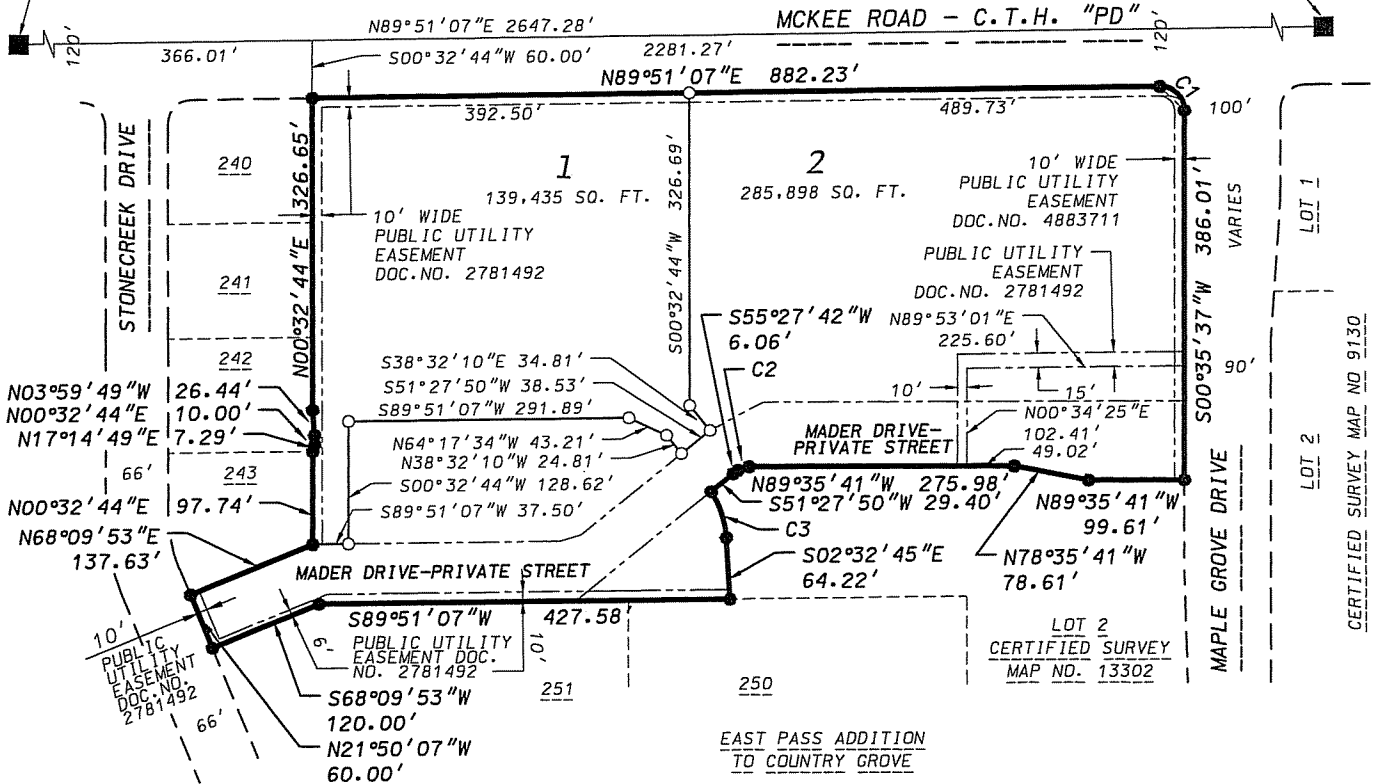 N89°51'07"E 2647.28'
MCKEE ROAD - C.T.H. "PD"
120'
120'
366.01'
S00°32'44"W 60.00'
2281.27'
N89°51'07"E 882.23'
C1
392.50'
489.73'
100'
STONECREEK DRIVE
240
N00°32'44"E 326.65'
1
139,435 SQ. FT.
10' WIDE
PUBLIC UTILITY
EASEMENT
DOC.NO. 2781492
S00°32'44"W 326.69'
2
285,898 SQ. FT.
10' WIDE
PUBLIC UTILITY
EASEMENT
DOC.NO. 4883711
S00°35'37"W 386.01'
VARIES
LOT 1
241
PUBLIC UTILITY
EASEMENT
DOC.NO. 2781492
S55°27'42"W
6.06'
N89°53'01"E
225.60'
C2
242
S38°32'10"E 34.81'
S51°27'50"W 38.53'
S89°51'07"W 291.89'
90'
10'
15'
N03°59'49"W 26.44'
N00°32'44"E 10.00'
N17°14'49"E 7.29'
N64°17'34"W 43.21'
N38°32'10"W 24.81'
S00°32'44"W 128.62'
S89°51'07"W 37.50'
MADER DRIVE-
PRIVATE STREET
N00°34'25"E
102.41'
49.02'
66'
243
N89°35'41"W 275.98'
S51°27'50"W 29.40'
N89°35'41"W
99.61'
MAPLE GROVE DRIVE
LOT 2
CERTIFIED SURVEY MAP NO 9130
N00°32'44"E 97.74'
N68°09'53"E
137.63'
C3
S02°32'45"E
64.22'
N78°35'41"W
78.61'
MADER DRIVE-PRIVATE STREET
S89°51'07"W 427.58'
10'
PUBLIC
UTILITY
EASEMENT
DOC.NO.
2781492
6'
PUBLIC UTILITY
EASEMENT DOC.
NO. 2781492
10'
LOT 2
CERTIFIED SURVEY
MAP NO. 13302
251
250
S68°09'53"W
120.00'
66'
N21°50'07"W
60.00'
EAST PASS ADDITION
TO COUNTRY GROVE